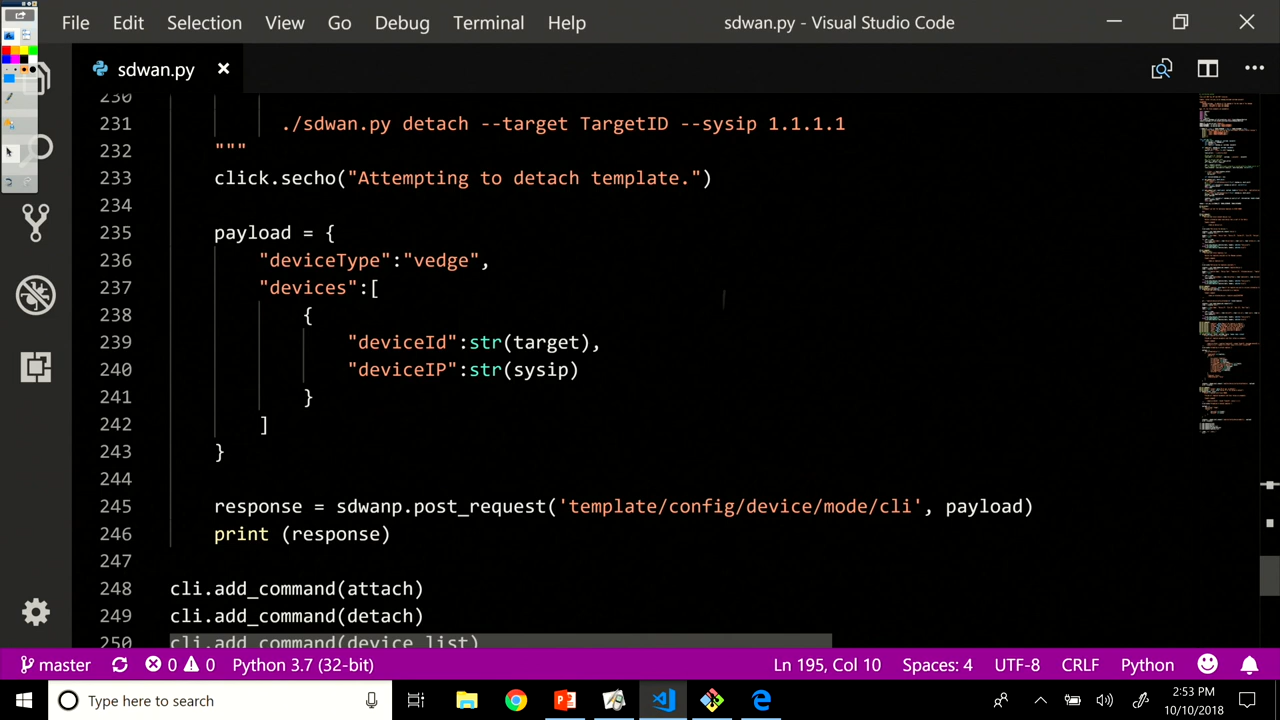 File Edit Selection View Go Debug Terminal Help sdwan.py - Visual Studio Code
sdwan.py
230
231 ./sdwan.py detach --target TargetID --sysip 1.1.1.1
232 """
233 click.secho("Attempting to detach template.")
234
235 payload = {
236 "deviceType":"vedge",
237 "devices":[
238 {
239 "deviceId":str(target),
240 "deviceIP":str(sysip)
241 }
242 ]
243 }
244
245 response = sdwanp.post_request('template/config/device/mode/cli', payload)
246 print (response)
247
248 cli.add_command(attach)
249 cli.add_command(detach)
250 cli.add_command(device_list)
master 0 0 Python 3.7 (32-bit) Ln 195, Col 10 Spaces: 4 UTF-8 CRLF Python
Type here to search
2:53 PM
10/10/2018